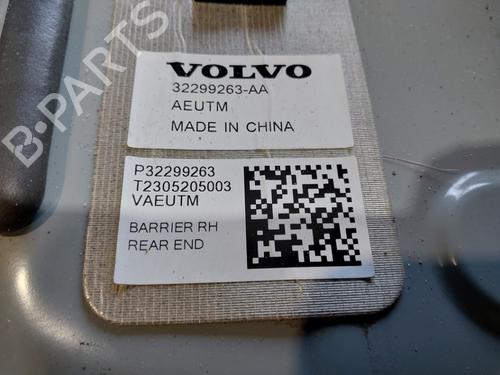 B-PARTS
VOLVO
32299263-AA
AEUTM
MADE IN CHINA
P32299263
T2305205003
VAEUTM
BARRIER RH
REAR END